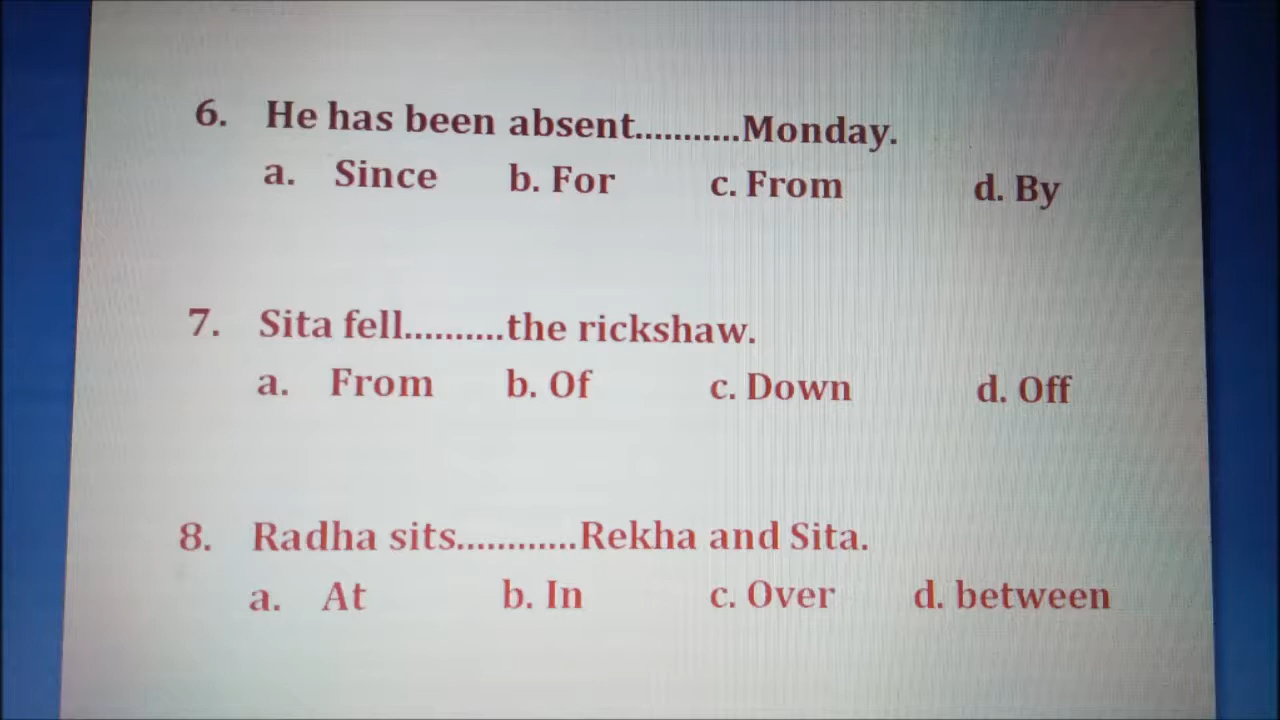 6. He has been absent...........Monday.
a. Since b. For c. From d. By
7. Sita fell..........the rickshaw.
a. From b. Of c. Down d. Off
8. Radha sits............Rekha and Sita.
a. At b. In c. Over d. between